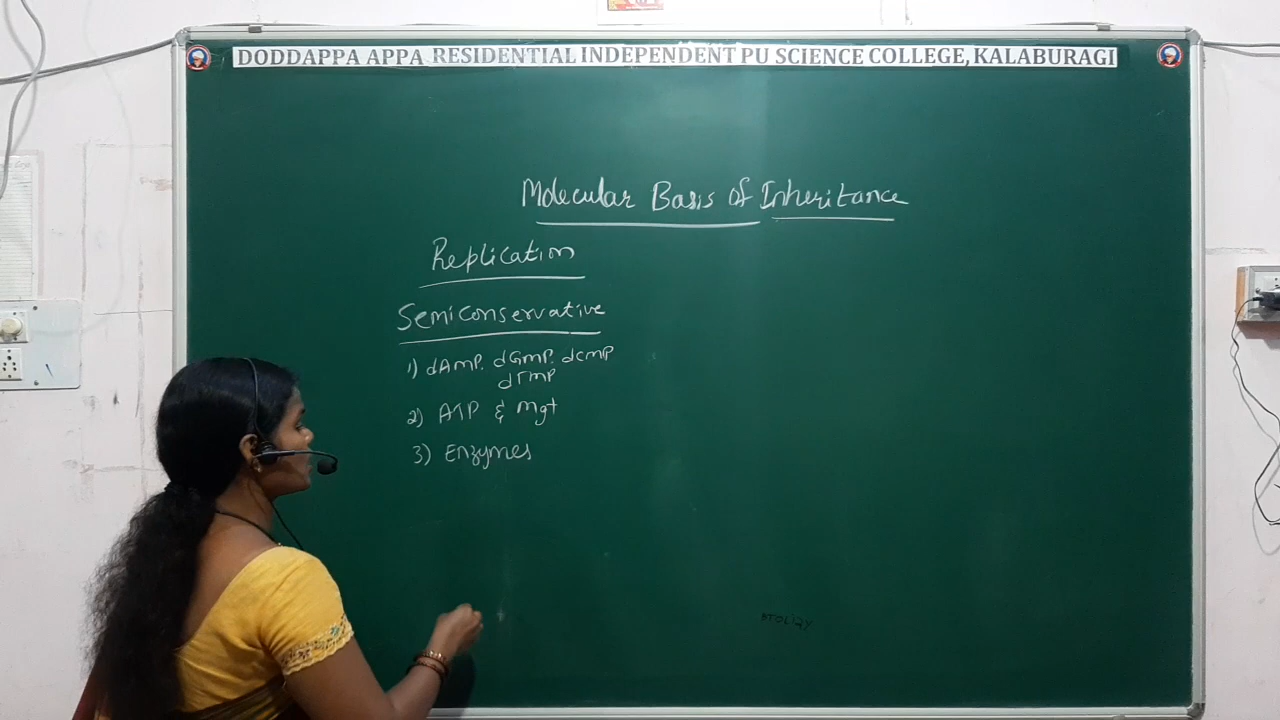 DODDAPPA APPA RESIDENTIAL INDEPENDENT PU SCIENCE COLLEGE, KALABURAGI
Molecular Basis of Inheritance
Replication
Semiconservative
1) dAMP. dGMP. dCMP
dTMP
2) ATP & Mg+
3) Enzymes